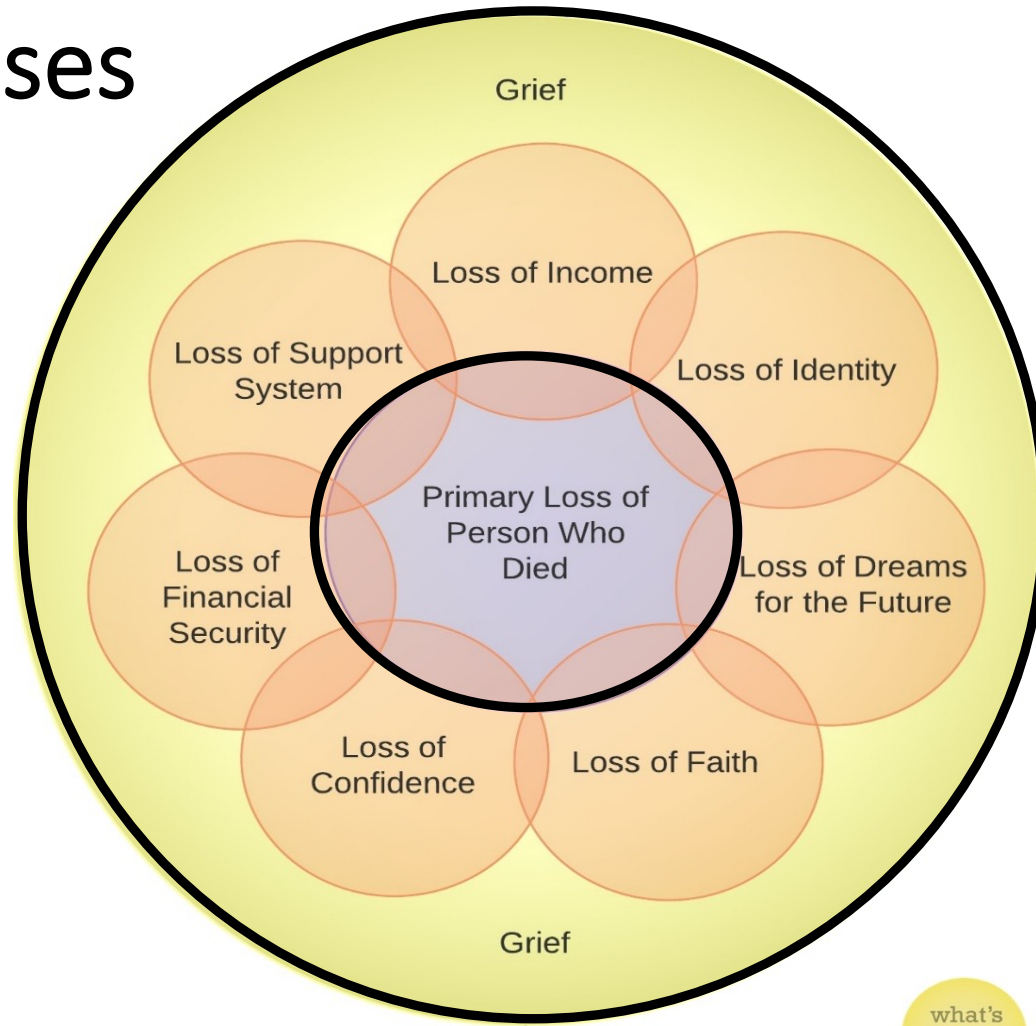 ses
Grief
Loss of Income
Loss of Support
System
Loss of Identity
Primary Loss of
Person Who
Died
Loss of
Financial
Security
Loss of Dreams
for the Future
Loss of
Confidence
Loss of Faith
Grief
what's